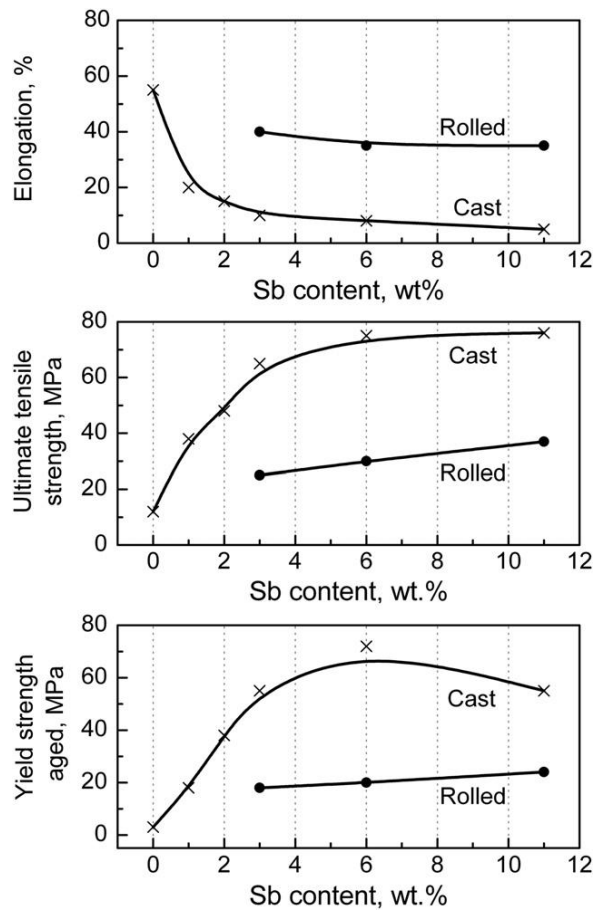 80
60
40
20
0
Elongation, %
Rolled
Cast
0 2 4 6 8 10 12
Sb content, wt%
80
60
40
20
0
Ultimate tensile
strength, MPa
Cast
Rolled
0 2 4 6 8 10 12
Sb content, wt.%
80
60
40
20
0
Yield strength
aged, MPa
Cast
Rolled
0 2 4 6 8 10 12
Sb content, wt.%